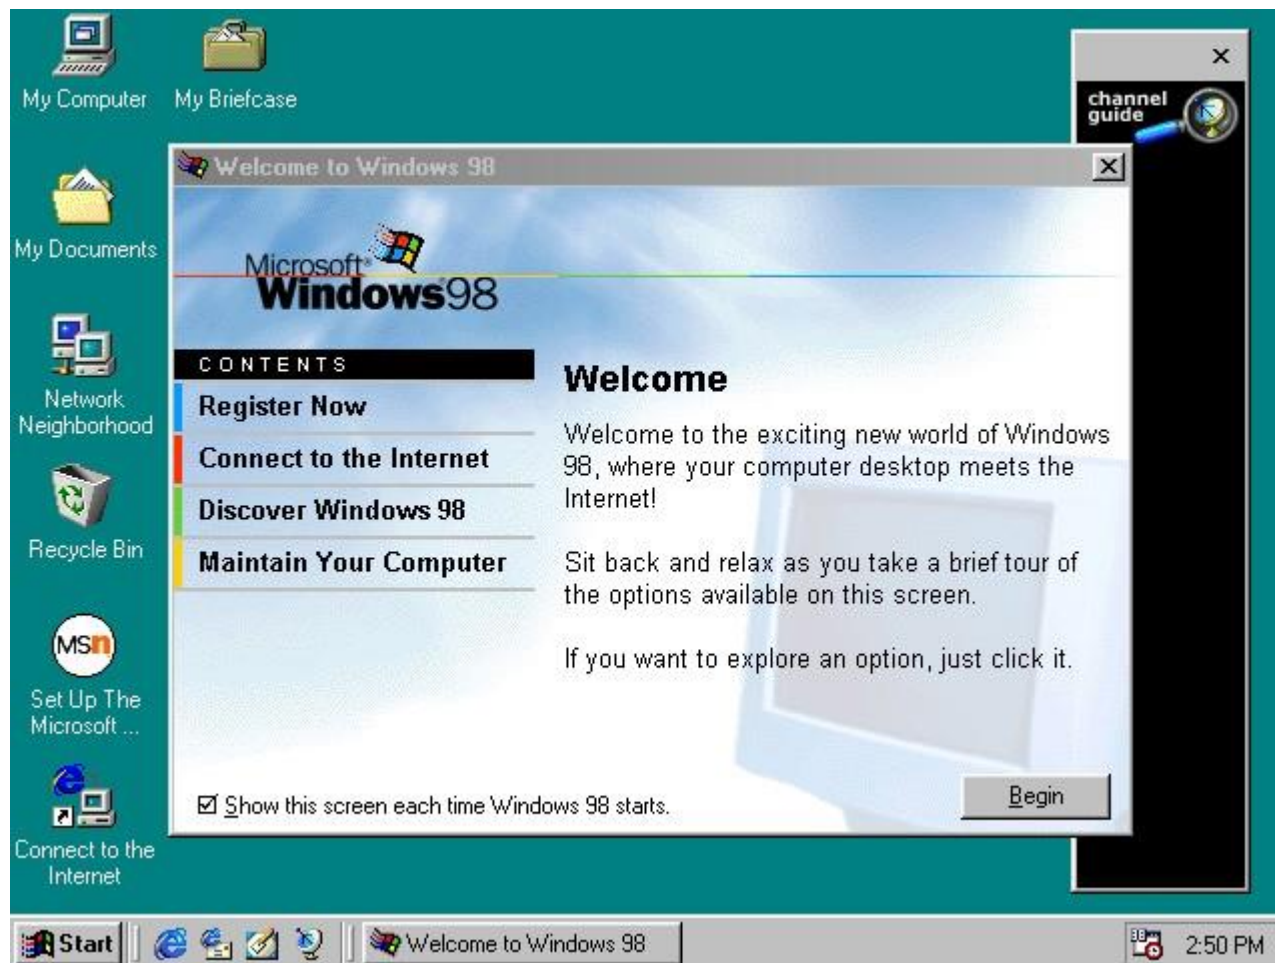 My Computer
My Briefcase
channel
guide
Welcome to Windows 98
My Documents
Microsoft
Windows 98
CONTENTS
Register Now
Connect to the Internet
Discover Windows 98
Maintain Your Computer
Welcome
Welcome to the exciting new world of Windows
98, where your computer desktop meets the
Internet!
Sit back and relax as you take a brief tour of
the options available on this screen.
If you want to explore an option, just click it.
Network
Neighborhood
Recycle Bin
MSn
Set Up The
Microsoft ...
Connect to the
Internet
Show this screen each time Windows 98 starts.
Begin
Start
Welcome to Windows 98
2:50 PM